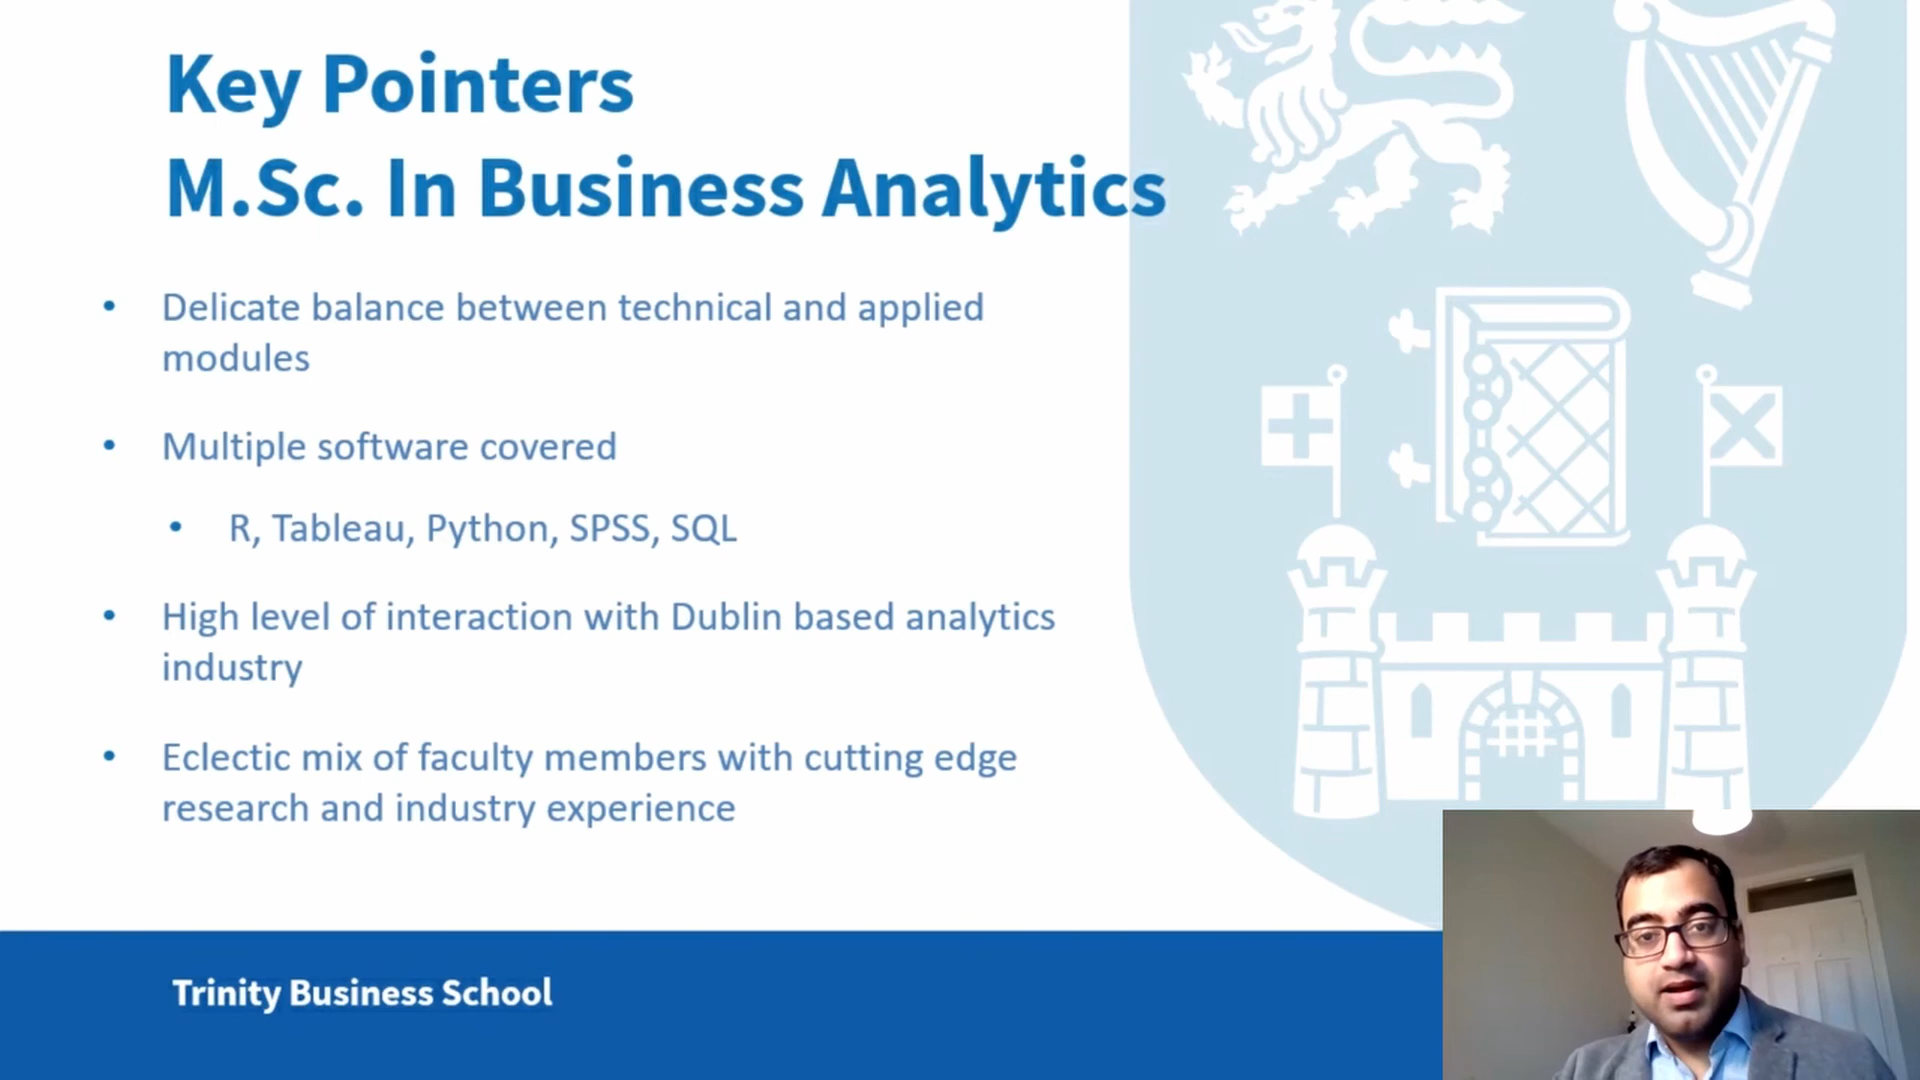 Key Pointers
M.Sc. In Business Analytics
• Delicate balance between technical and applied
modules
• Multiple software covered
• R, Tableau, Python, SPSS, SQL
• High level of interaction with Dublin based analytics
industry
• Eclectic mix of faculty members with cutting edge
research and industry experience
Trinity Business School